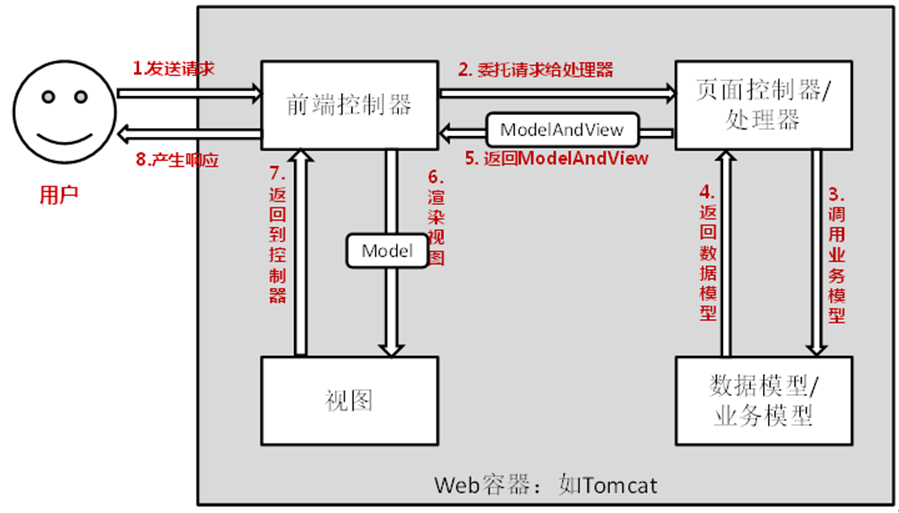 1.发送请求
8.产生响应
用户
前端控制器
2. 委托请求给处理器
ModelAndView
5. 返回ModelAndView
页面控制器/
处理器
7.
返回到控制器
6.
渲染视图
Model
4.
返回数据模型
3.
调用业务模型
视图
数据模型/
业务模型
Web容器：如Tomcat